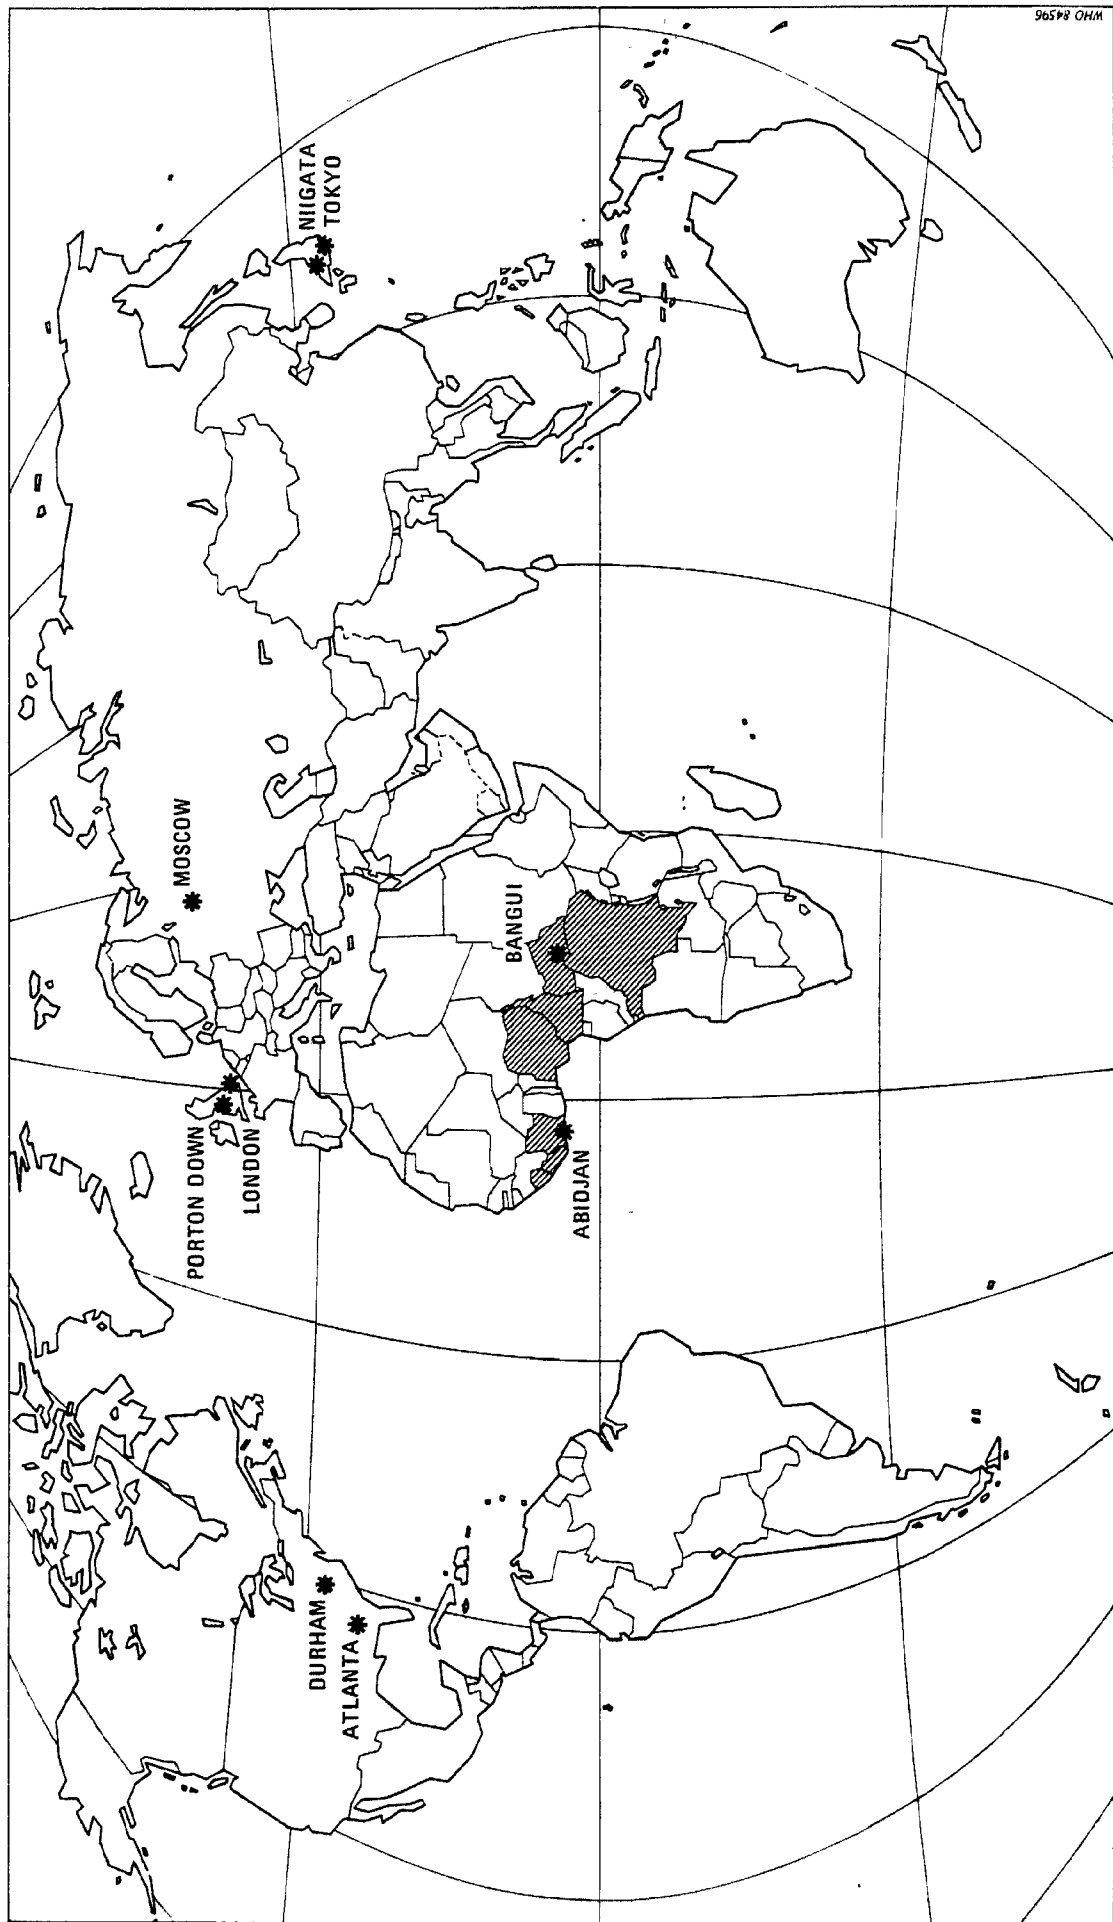 MOSCOW
NIIGATA
TOKYO
PORTON DOWN
LONDON
DURHAM
ATLANTA
BANGUI
ABIDJAN
WHO 84596